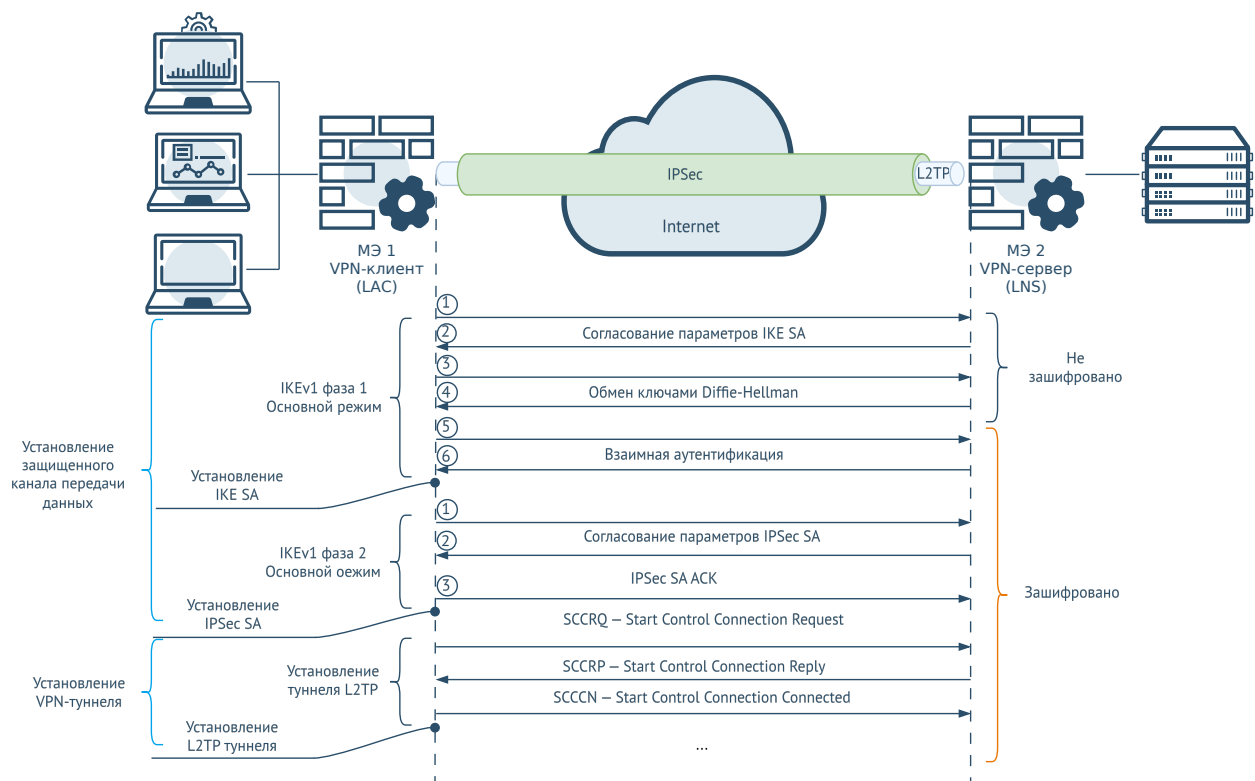 IPSec
L2TP
Internet
МЭ 1
VPN-клиент
(LAC)
МЭ 2
VPN-сервер
(LNS)
1
2
Согласование параметров IKE SA
3
4
Обмен ключами Diffie-Hellman
5
6
Взаимная аутентификация
Не
зашифровано
IKEv1 фаза 1
Основной режим
Установление
защищенного
канала передачи
данных
Установление
IKE SA
1
2
Согласование параметров IPSec SA
IKEv1 фаза 2
Основной оежим
IPSec SA ACK
3
Зашифровано
Установление
IPSec SA
SCCRQ — Start Control Connection Request
Установление
туннеля L2TP
SCCRP — Start Control Connection Reply
SCCCN — Start Control Connection Connected
Установление
VPN-туннеля
Установление
L2TP туннеля
...